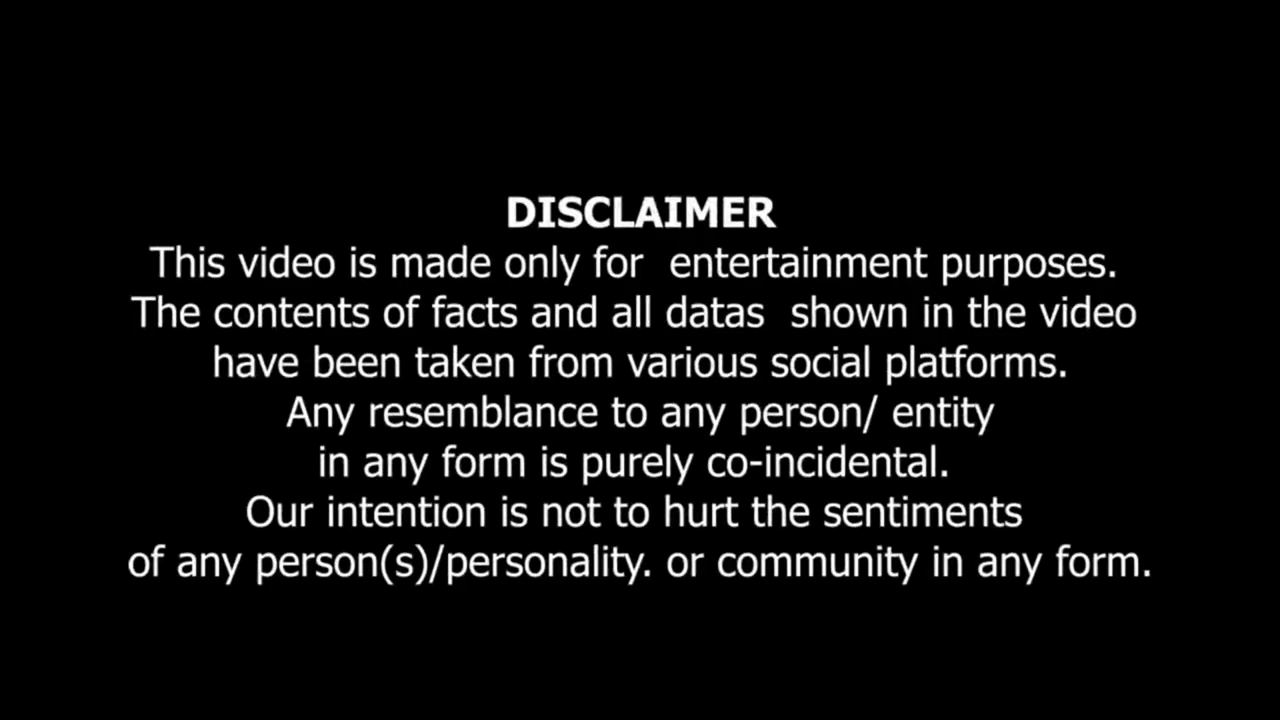 DISCLAIMER
This video is made only for  entertainment purposes.
The contents of facts and all datas  shown in the video
have been taken from various social platforms.
Any resemblance to any person/ entity
in any form is purely co-incidental.
Our intention is not to hurt the sentiments
of any person(s)/personality. or community in any form.